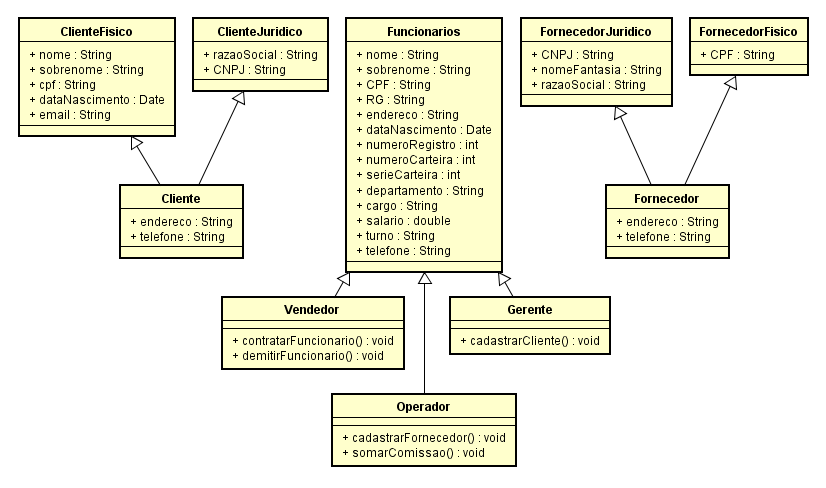 ClienteFisico
+ nome : String
+ sobrenome : String
+ cpf : String
+ dataNascimento : Date
+ email : String
ClienteJuridico
+ razaoSocial : String
+ CNPJ : String
Funcionarios
+ nome : String
+ sobrenome : String
+ CPF : String
+ RG : String
+ endereco : String
+ dataNascimento : Date
+ numeroRegistro : int
+ numeroCarteira : int
+ serieCarteira : int
+ departamento : String
+ cargo : String
+ salario : double
+ turno : String
+ telefone : String
FornecedorJuridico
+ CNPJ : String
+ nomeFantasia : String
+ razaoSocial : String
FornecedorFisico
+ CPF : String
Cliente
+ endereco : String
+ telefone : String
Fornecedor
+ endereco : String
+ telefone : String
Vendedor
+ contratarFuncionario() : void
+ demitirFuncionario() : void
Gerente
+ cadastrarCliente() : void
Operador
+ cadastrarFornecedor() : void
+ somarComissao() : void